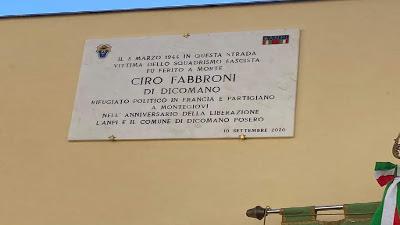 IL 8 MARZO 1944 IN QUESTA STRADA
VITTIMA DELLO SQUADRISMO FASCISTA
FU FERITO A MORTE
CIRO FABBRONI
DI DICOMANO
RIFUGIATO POLITICO IN FRANCIA E PARTIGIANO
A MONTEGIOVI
NELL'ANNIVERSARIO DELLA LIBERAZIONE
L'ANPI E IL COMUNE DI DICOMANO POSERO
10 SETTEMBRE 2020